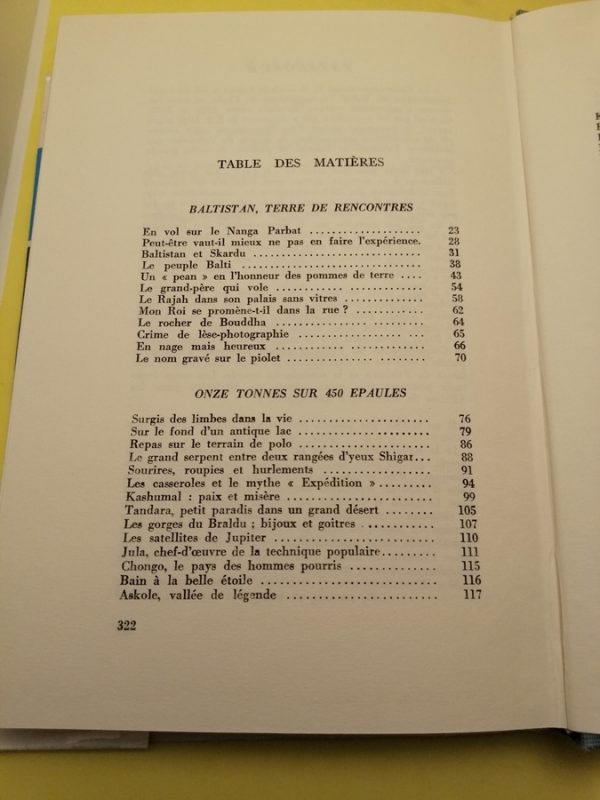 TABLE DES MATIÈRES
BALTISTAN, TERRE DE RENCONTRES
En vol sur le Nanga Parbat ................... 23
Peut-être vaut-il mieux ne pas en faire l'expérience. 28
Baltistan et Skardu ............................ 31
Le peuple Balti ............................ 38
Un « pean » en l'honneur des pommes de terre .... 43
Le grand-père qui vole ........................ 54
Le Rajah dans son palais sans vitres ............. 58
Mon Roi se promène-t-il dans la rue ? ............ 62
Le rocher de Bouddha ........................ 64
Crime de lèse-photographie .................... 65
En nage mais heureux ........................ 66
Le nom gravé sur le piolet ..................... 70
ONZE TONNES SUR 450 EPAULES
Surgis des limbes dans la vie ................... 76
Sur le fond d'un antique lac .................... 79
Repas sur le terrain de polo .................... 86
Le grand serpent entre deux rangées d'yeux Shigar... 88
Sourires, roupies et hurlements ................. 91
Les casseroles et le mythe « Expédition » ........ 94
Kashumal : paix et misère ..................... 99
Tandara, petit paradis dans un grand désert ........ 105
Les gorges du Braldu ; bijoux et goitres ............ 107
Les satellites de Jupiter ........................ 110
Jula, chef-d'œuvre de la technique populaire......... 111
Chongo, le pays des hommes pourris .............. 115
Bain à la belle étoile ............................ 116
Askole, vallée de légende ........................ 117
322